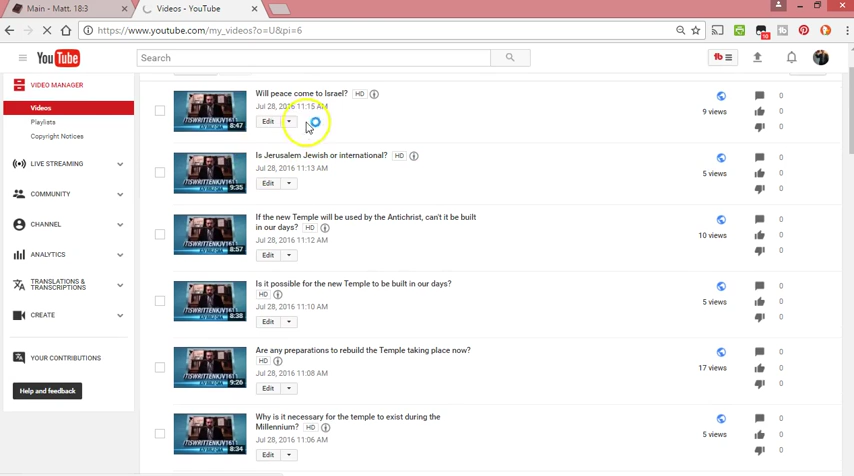 Main - Matt. 18:3
Videos - YouTube
https://www.youtube.com/my_videos?o=U&pi=6
10
YouTube
Search
VIDEO MANAGER
Videos
Playlists
Copyright Notices
LIVE STREAMING
COMMUNITY
CHANNEL
ANALYTICS
TRANSLATIONS &
TRANSCRIPTIONS
CREATE
YOUR CONTRIBUTIONS
Help and feedback
Will peace come to Israel? HD
Jul 28, 2016 11:15 AM
Edit
8:47
9 views
0
0
0
Is Jerusalem Jewish or international? HD
Jul 28, 2016 11:13 AM
Edit
9:35
5 views
0
0
0
If the new Temple will be used by the Antichrist, can't it be built
in our days? HD
Jul 28, 2016 11:12 AM
Edit
8:57
10 views
0
0
0
Is it possible for the new Temple to be built in our days?
HD
Jul 28, 2016 11:10 AM
Edit
8:38
5 views
0
0
0
Are any preparations to rebuild the Temple taking place now?
HD
Jul 28, 2016 11:08 AM
Edit
9:26
17 views
0
0
0
Why is it necessary for the temple to exist during the
Millennium? HD
Jul 28, 2016 11:06 AM
Edit
8:34
5 views
0
0
0